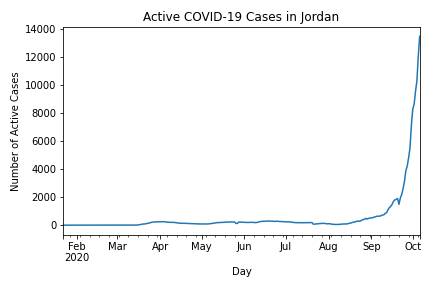 Active COVID-19 Cases in Jordan
14000
12000
10000
8000
6000
4000
2000
0
Number of Active Cases
Feb Mar Apr May Jun Jul Aug Sep Oct
2020
Day